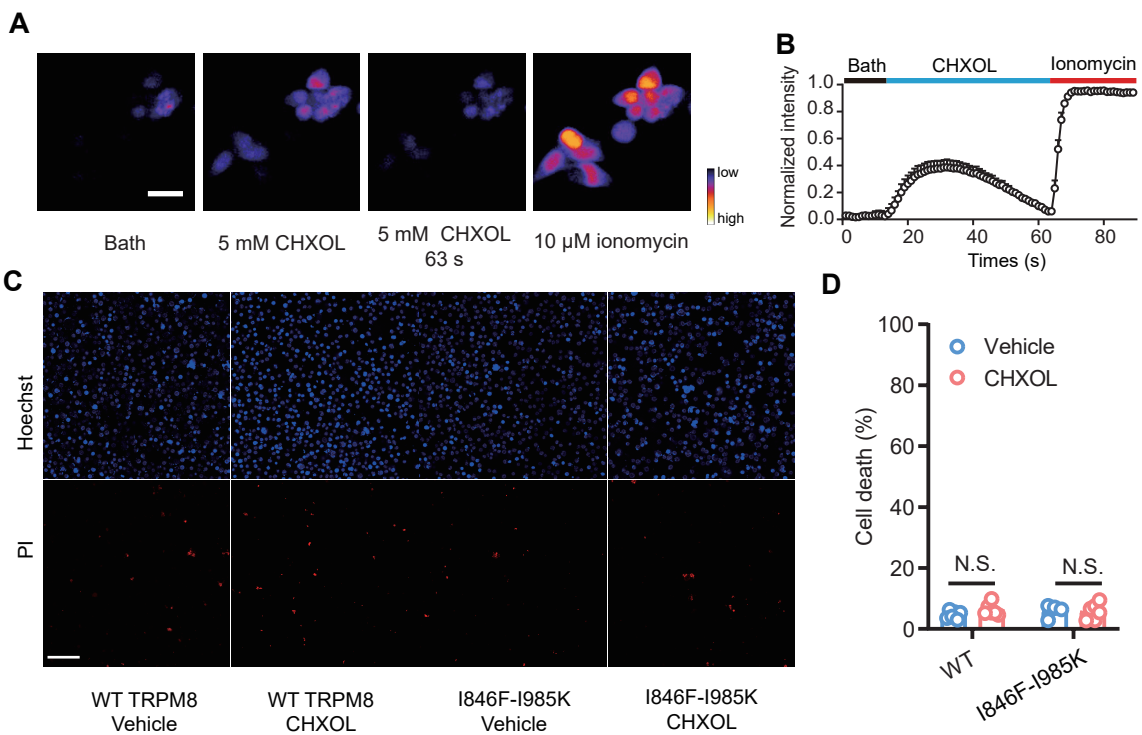 A
Bath
5 mM CHXOL
5 mM CHXOL
63 s
10 µM ionomycin
low
high
B
Bath
CHXOL
Ionomycin
Normalized intensity
1.0
0.8
0.6
0.4
0.2
0.0
0
20
40
60
80
Times (s)
C
Hoechst
PI
WT TRPM8
Vehicle
WT TRPM8
CHXOL
I846F-I985K
Vehicle
I846F-I985K
CHXOL
D
Cell death (%)
100
80
60
40
20
0
Vehicle
CHXOL
N.S.
N.S.
WT
I846F-I985K